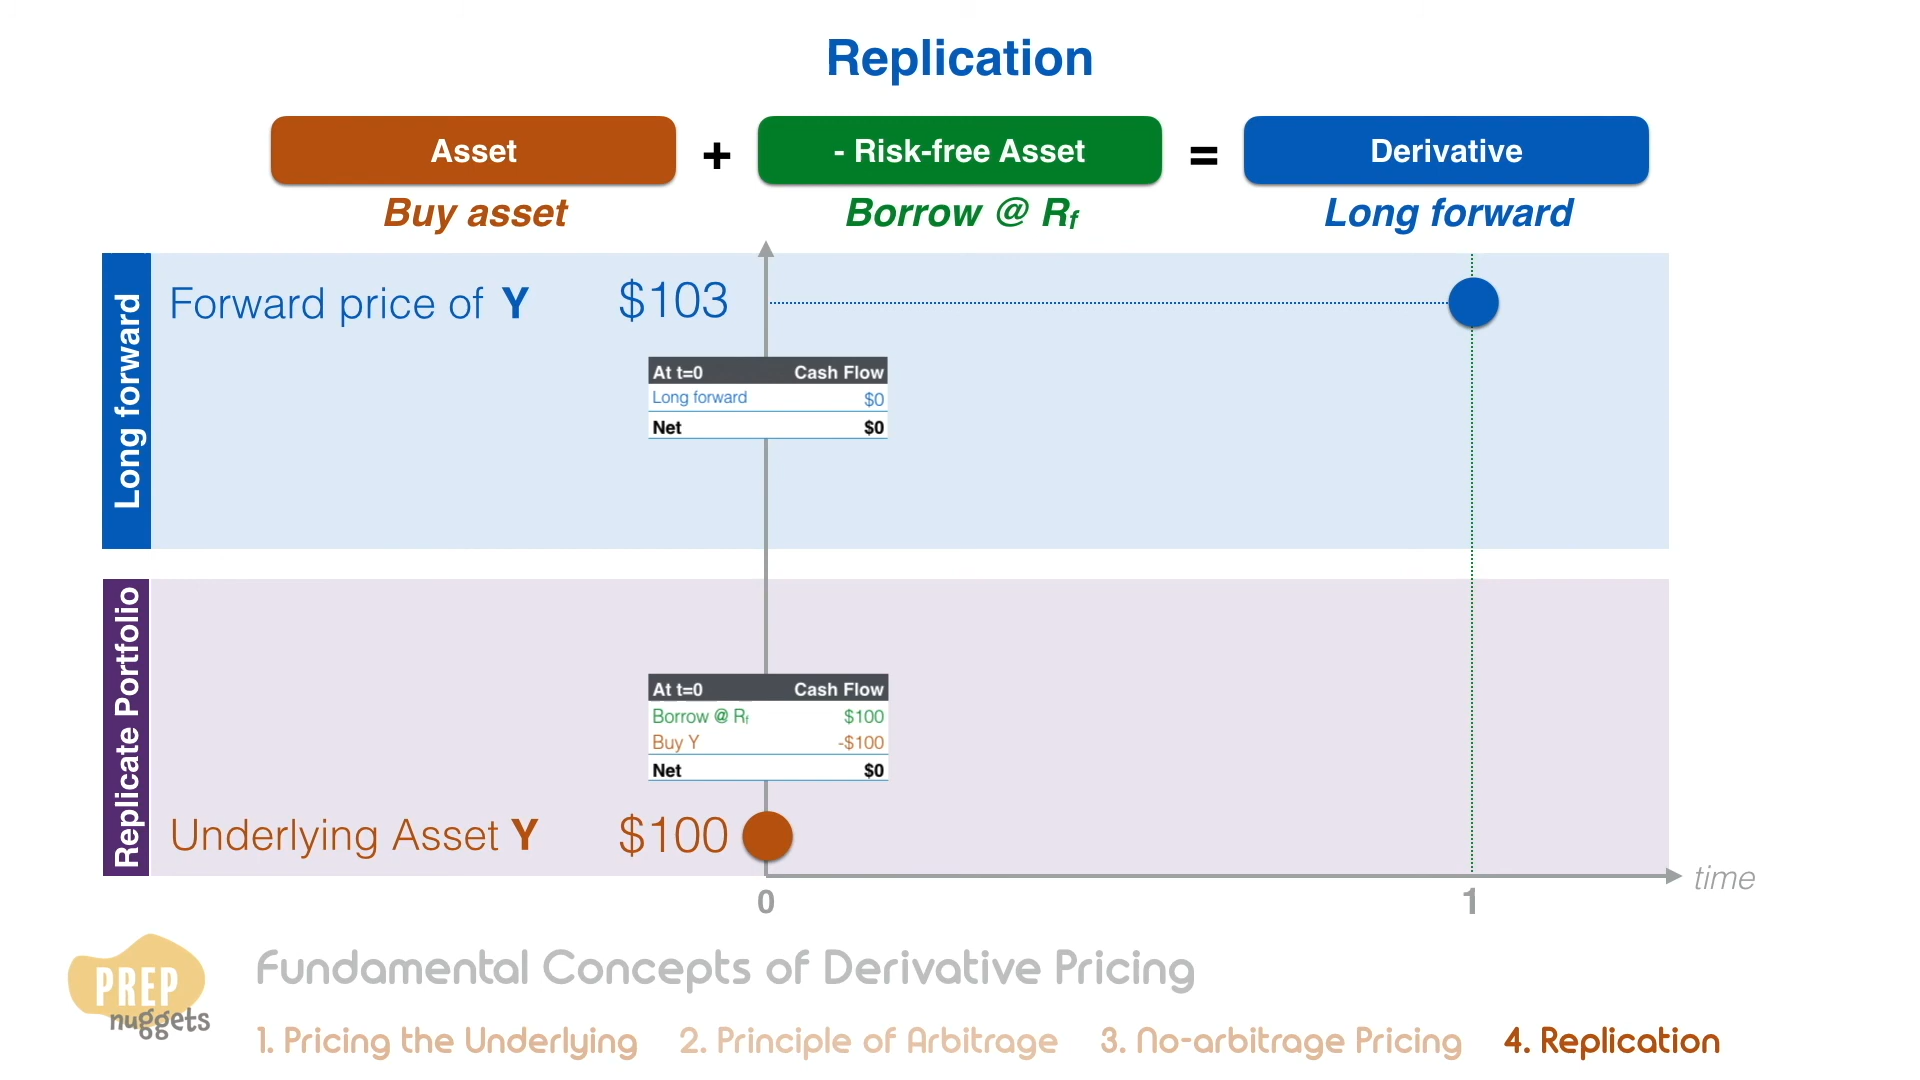 Replication
Asset + - Risk-free Asset = Derivative
Buy asset Borrow @ Rf Long forward
Long forward
Forward price of Y $103
At t=0 Cash Flow
Long forward $0
Net $0
Replicate Portfolio
At t=0 Cash Flow
Borrow @ Rf $100
Buy Y -$100
Net $0
Underlying Asset Y $100
time
0 1
PREP
nuggets
Fundamental Concepts of Derivative Pricing
1. Pricing the Underlying 2. Principle of Arbitrage 3. No-arbitrage Pricing 4. Replication